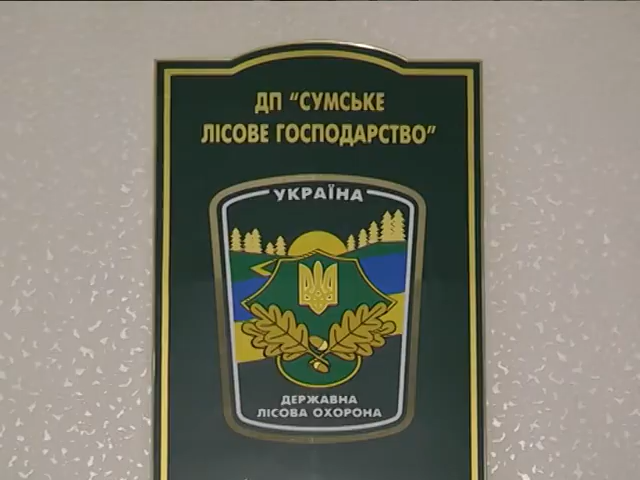 ДП "СУМСЬКЕ
ЛІСОВЕ ГОСПОДАРСТВО"
УКРАЇНА
ДЕРЖАВНА
ЛІСОВА ОХОРОНА